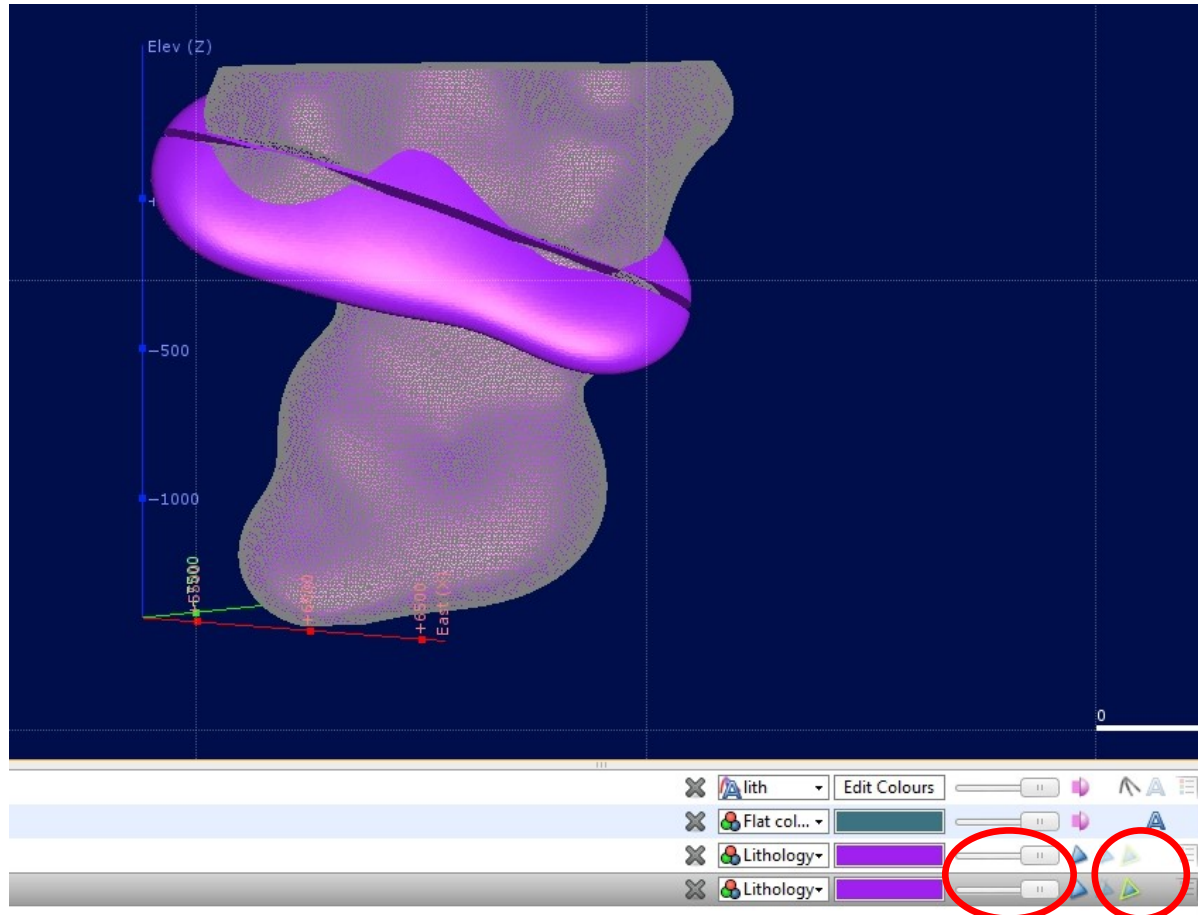 Elev (Z)
+
−500
−1000
+6500
East (X)
0
lith
Edit Colours
Flat col...
Lithology
Lithology